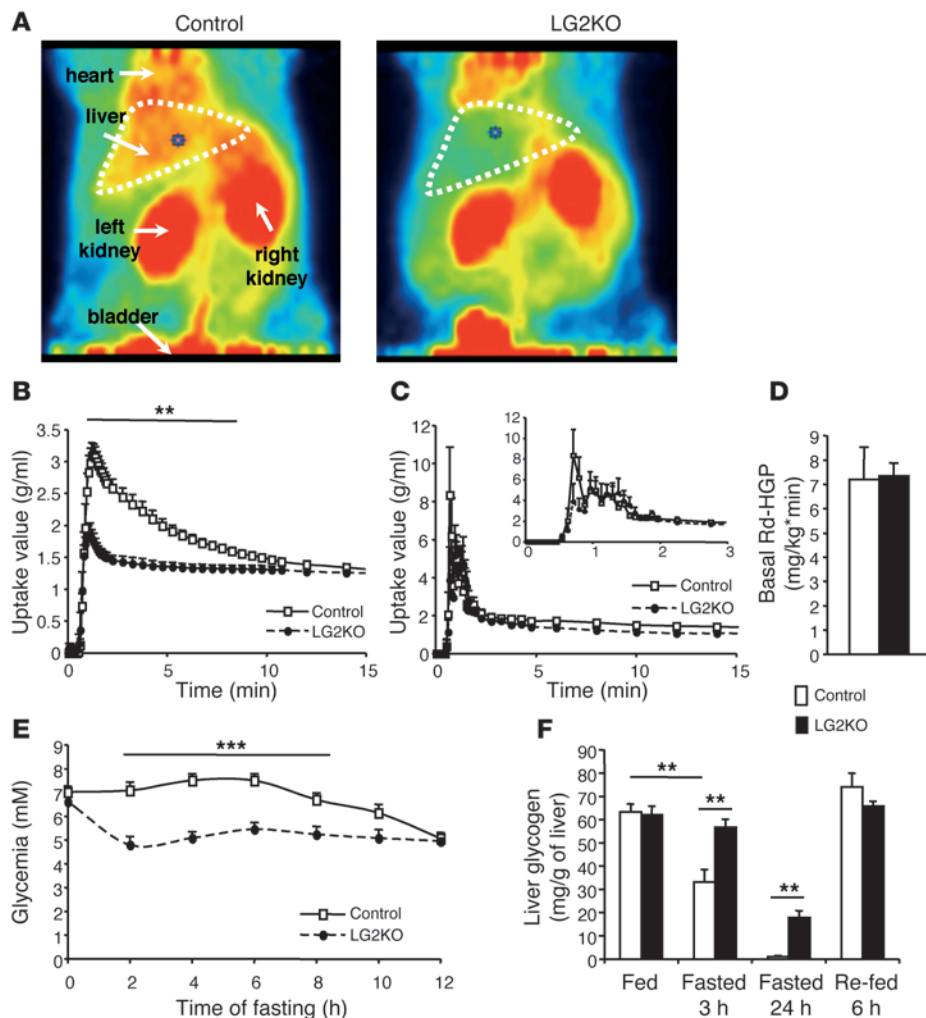 A
Control
LG2KO
heart
liver
left
kidney
right
kidney
bladder
B
**
Uptake value (g/ml)
3.5
3
2.5
2
1.5
1
0.5
0
0
5
10
15
Control
LG2KO
Time (min)
C
Uptake value (g/ml)
12
10
8
6
4
2
0
0
5
10
15
12
10
8
6
4
2
0
1
2
3
Control
LG2KO
Time (min)
D
Basal Rd-HGP
(mg/kg*min)
9
8
7
6
5
4
3
2
1
0
Control
LG2KO
E
***
Glycemia (mM)
9
8
7
6
5
4
3
2
1
0
0
2
4
6
8
10
12
Control
LG2KO
Time of fasting (h)
F
Liver glycogen
(mg/g of liver)
80
70
60
50
40
30
20
10
0
**
**
**
Fed
Fasted
3 h
Fasted
24 h
Re-fed
6 h